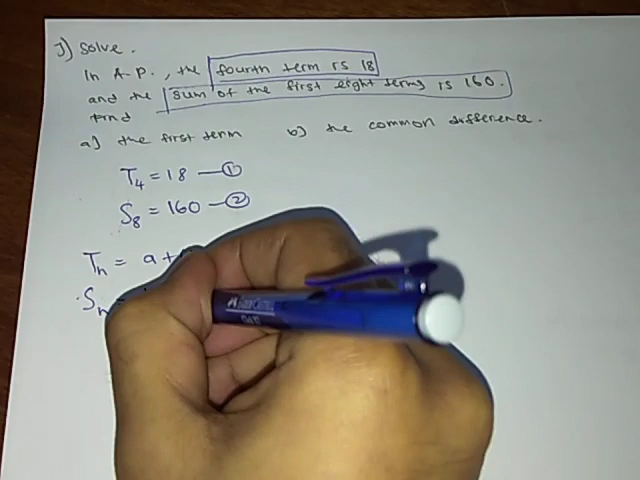 J) Solve.
In A.P., the fourth term is 18
and the sum of the first eight terms is 160.
Find
a) the first term b) the common difference.
T4 = 18 — ①
S8 = 160 — ②
Tn = a +
Sn =